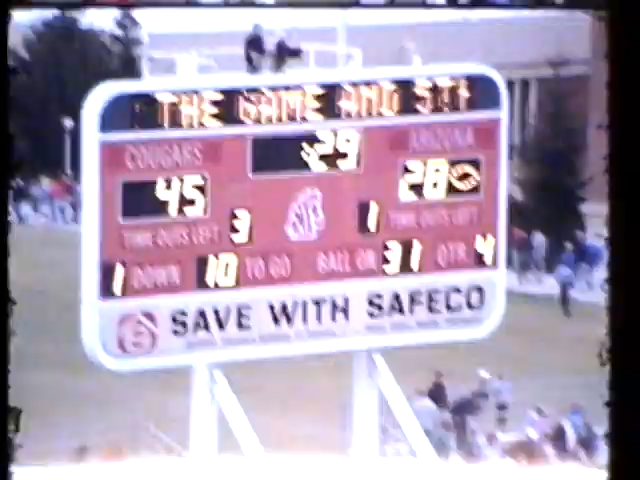 THE GAME AND STA
COUGARS :29 ARIZONA
45 28
TIME OUTS LEFT 3 1 TIME OUTS LEFT
1 DOWN 10 TO GO BALL ON 31 QTR 4
SAVE WITH SAFECO